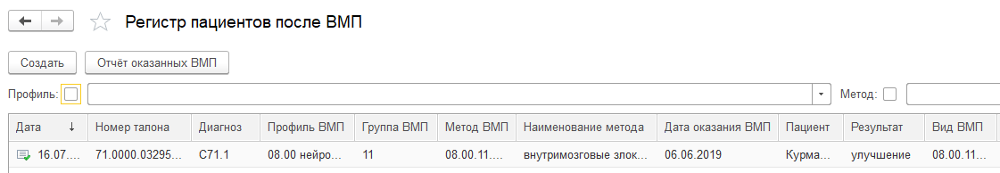 Регистр пациентов после ВМП
Создать Отчёт оказанных ВМП
Профиль: Метод:
Дата Номер талона Диагноз Профиль ВМП Группа ВМП Метод ВМП Наименование метода Дата оказания ВМП Пациент Результат Вид ВМП
16.07.... 71.0000.03295... C71.1 08.00 нейро... 11 08.00.11.... внутримозговые злок... 06.06.2019 Курма... улучшение 08.00.11...